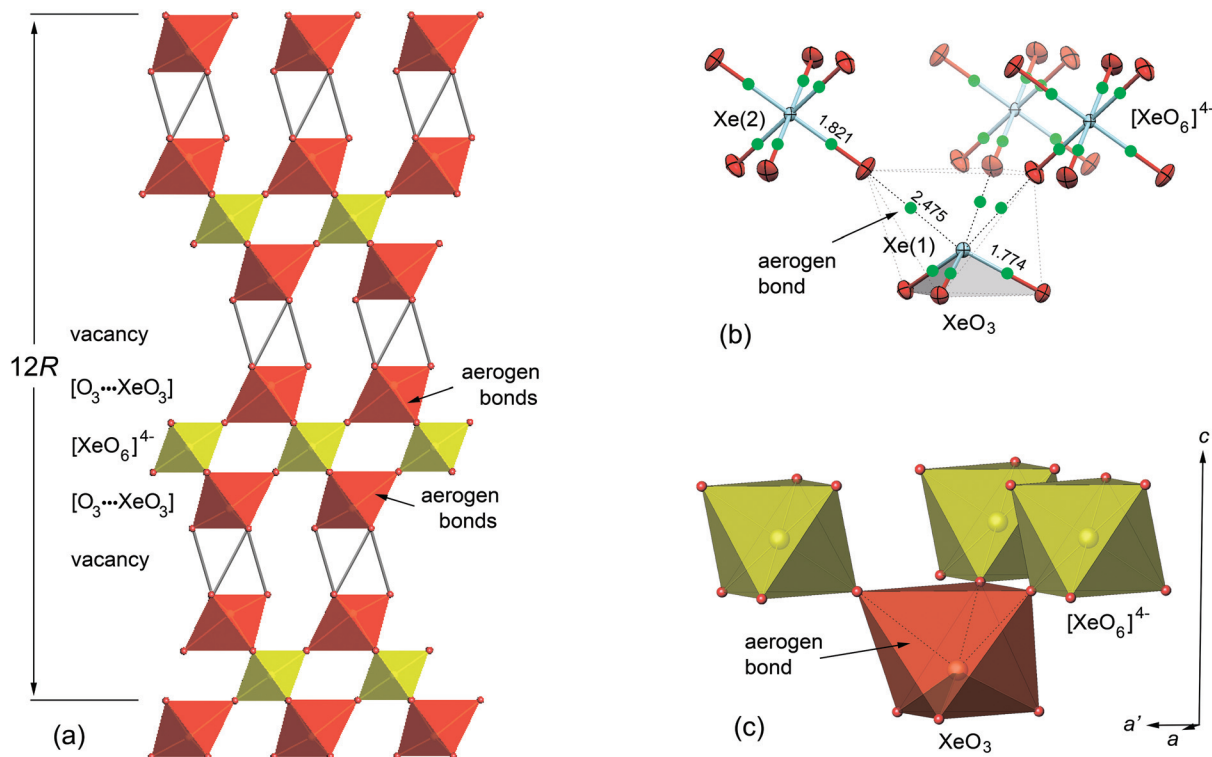 12R
vacancy
[O₃•••XeO₃]
[XeO₆]⁴⁻
[O₃•••XeO₃]
vacancy
aerogen
bonds
aerogen
bonds
(a)
Xe(2)
1.821
[XeO₆]⁴⁻
2.475
aerogen
bond
Xe(1)
1.774
XeO₃
(b)
c
[XeO₆]⁴⁻
aerogen
bond
a'
a
XeO₃
(c)